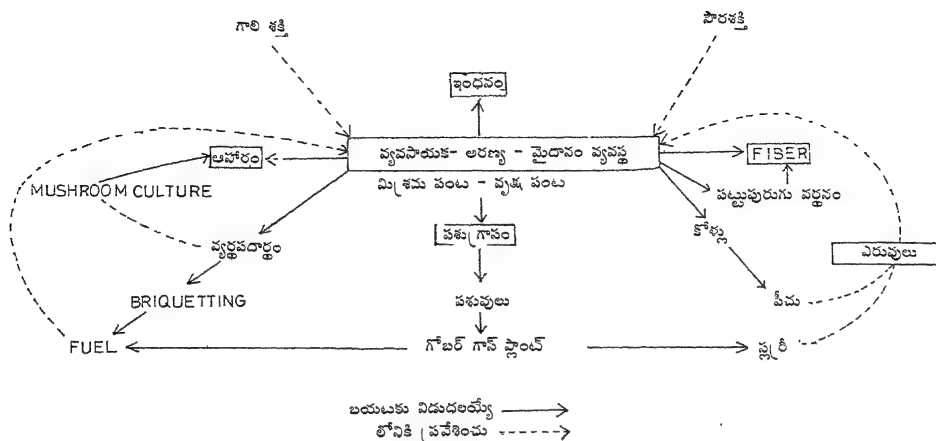 గాలి శక్తి
సౌరశక్తి
ఇంధనం
వ్యవసాయక- అరణ్య - మైదానం వ్యవస్థ
ఆహారం
FIBER
మిశ్రమ పంట - వృక్ష పంట
MUSHROOM CULTURE
పట్టుపురుగు వర్థనం
పశుగ్రాసం
కోళ్లు
వ్యర్థపదార్థం
ఎరువులు
BRIQUETTING
పశువులు
పీచు
FUEL
గోబర్ గాస్ ప్లాంట్
స్లరీ
బయటకు విడుదలయ్యే
లోనికి ప్రవేశించు